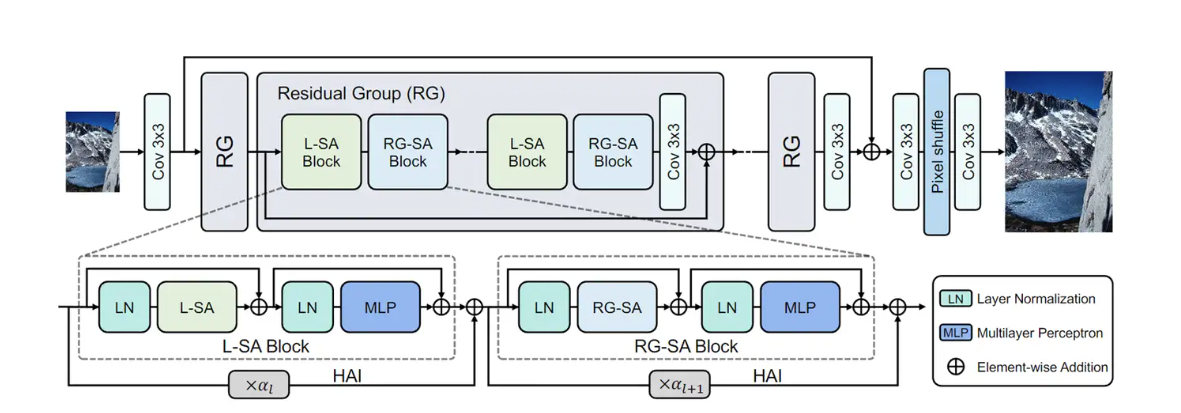 Residual Group (RG)
Cov 3x3
RG
L-SA
Block
RG-SA
Block
L-SA
Block
RG-SA
Block
Cov 3x3
RG
Cov 3x3
Cov 3x3
Pixel shuffle
Cov 3x3
LN
L-SA
LN
MLP
L-SA Block
×αl
HAI
LN
RG-SA
LN
MLP
RG-SA Block
×αl+1
HAI
LN Layer Normalization
MLP Multilayer Perceptron
Element-wise Addition